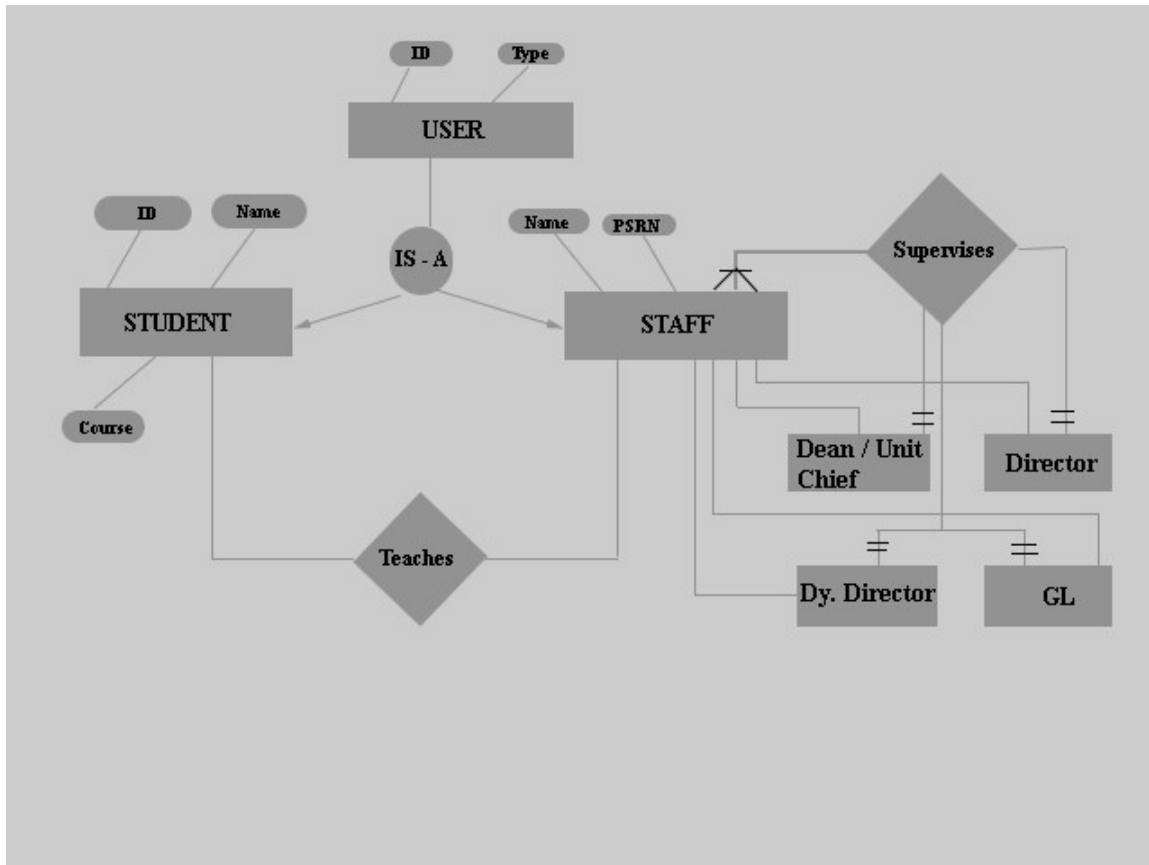 ID
Type
USER
ID
Name
Name
PSRN
IS - A
Supervises
STUDENT
STAFF
Course
Dean / Unit
Chief
Director
Teaches
Dy. Director
GL